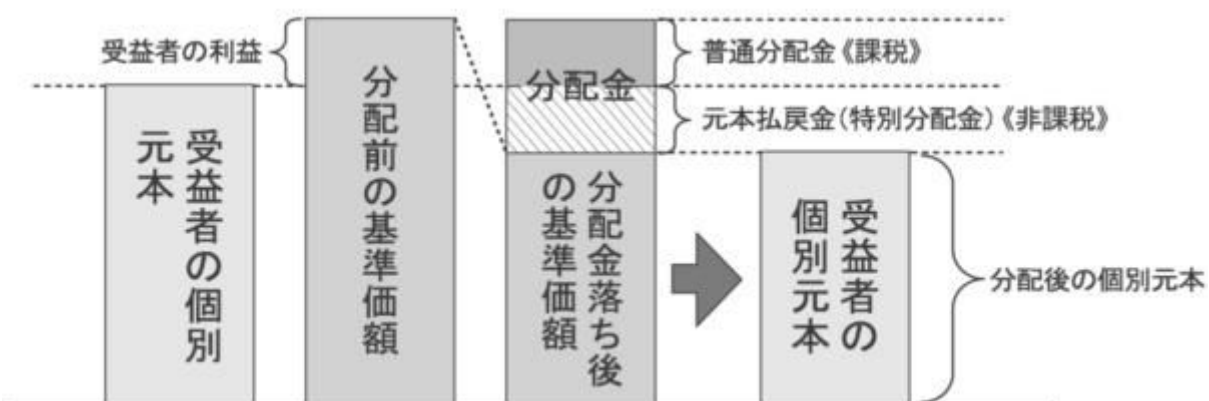 受益者の利益
受益者の個別
元本
分配前の基準価額
分配金
普通分配金《課税》
元本払戻金(特別分配金)《非課税》
分配金落ち後
の基準価額
受益者の
個別元本
分配後の個別元本